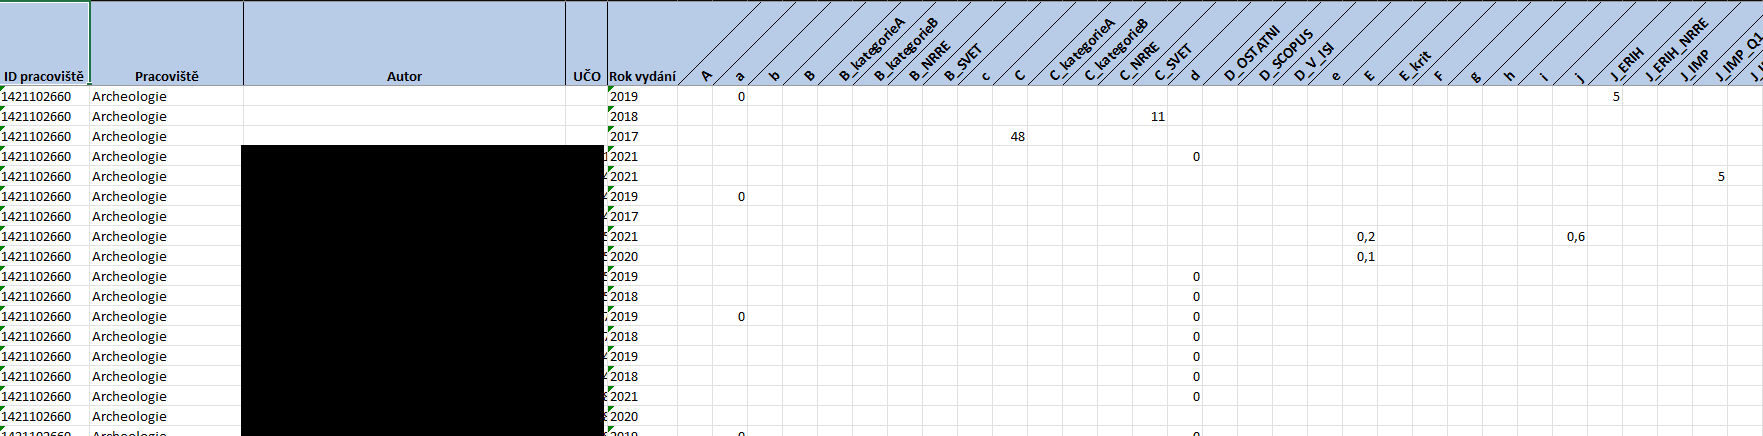 ID pracoviště Pracoviště Autor UČO Rok vydání A a b B B_kategorieA B_kategorieB B_NRRE B_SVET c C C_kategorieA C_kategorieB C_NRRE C_SVET d D_OSTATNI D_SCOPUS D_V_ISI e E E_krit F g h i j J_ERIH J_ERIH_NRRE J_IMP J_IMP_Q1
1421102660 Archeologie 2019 0 5
1421102660 Archeologie 2018 11
1421102660 Archeologie 2017 48
1421102660 Archeologie 2021 0
1421102660 Archeologie 2021 5
1421102660 Archeologie 2019 0
1421102660 Archeologie 2017
1421102660 Archeologie 2021 0,2 0,6
1421102660 Archeologie 2020 0,1
1421102660 Archeologie 2019 0
1421102660 Archeologie 2018 0
1421102660 Archeologie 2019 0 0
1421102660 Archeologie 2018 0
1421102660 Archeologie 2019 0
1421102660 Archeologie 2018 0
1421102660 Archeologie 2021 0
1421102660 Archeologie 2020
1421102660 Archeologie 2019 0 0